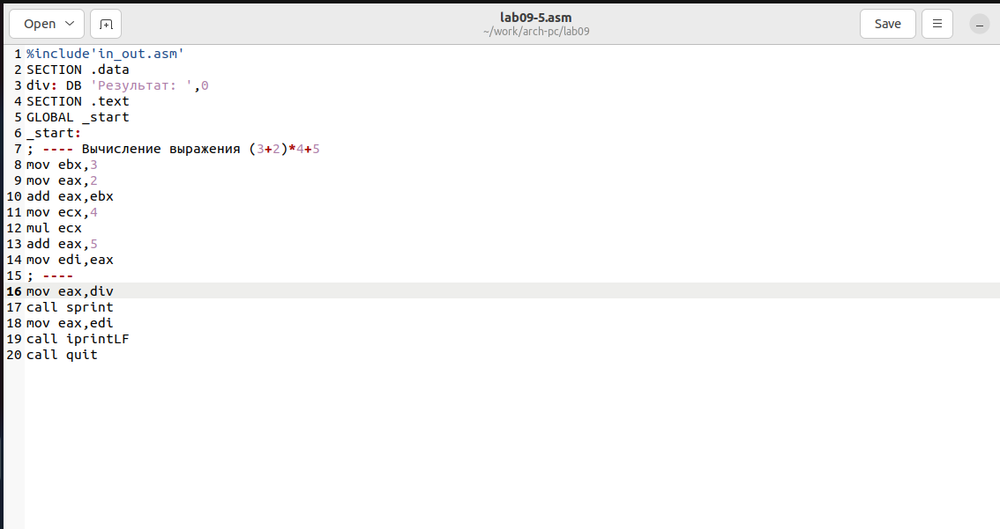 Open
lab09-5.asm
~/work/arch-pc/lab09
Save
1 %include'in_out.asm'
2 SECTION .data
3 div: DB 'Результат: ',0
4 SECTION .text
5 GLOBAL _start
6 _start:
7 ; ---- Вычисление выражения (3+2)*4+5
8 mov ebx,3
9 mov eax,2
10 add eax,ebx
11 mov ecx,4
12 mul ecx
13 add eax,5
14 mov edi,eax
15 ; ----
16 mov eax,div
17 call sprint
18 mov eax,edi
19 call iprintLF
20 call quit